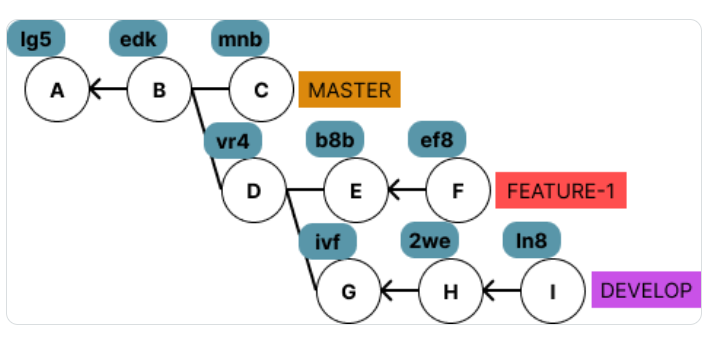 lg5 edk mnb
A B C MASTER
vr4 b8b ef8
D E F FEATURE-1
ivf 2we ln8
G H I DEVELOP